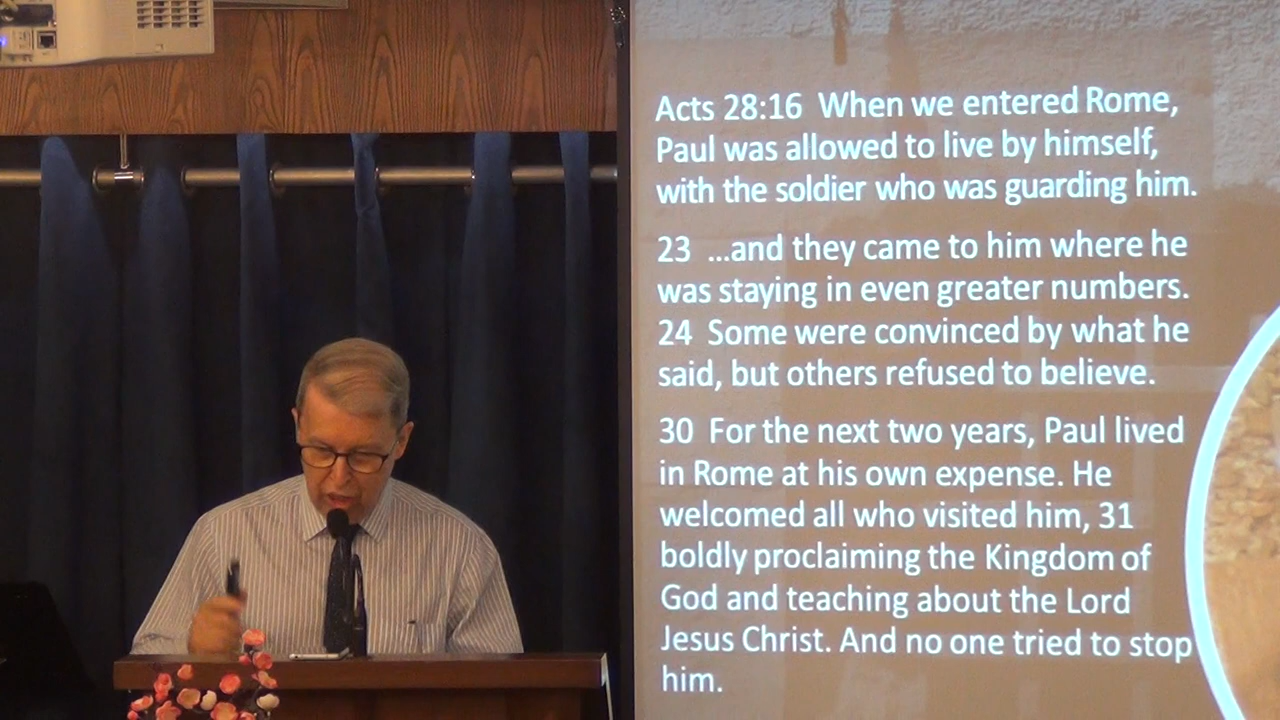 Acts 28:16  When we entered Rome,
Paul was allowed to live by himself,
with the soldier who was guarding him.
23  ...and they came to him where he
was staying in even greater numbers.
24  Some were convinced by what he
said, but others refused to believe.
30  For the next two years, Paul lived
in Rome at his own expense. He
welcomed all who visited him, 31
boldly proclaiming the Kingdom of
God and teaching about the Lord
Jesus Christ. And no one tried to stop
him.